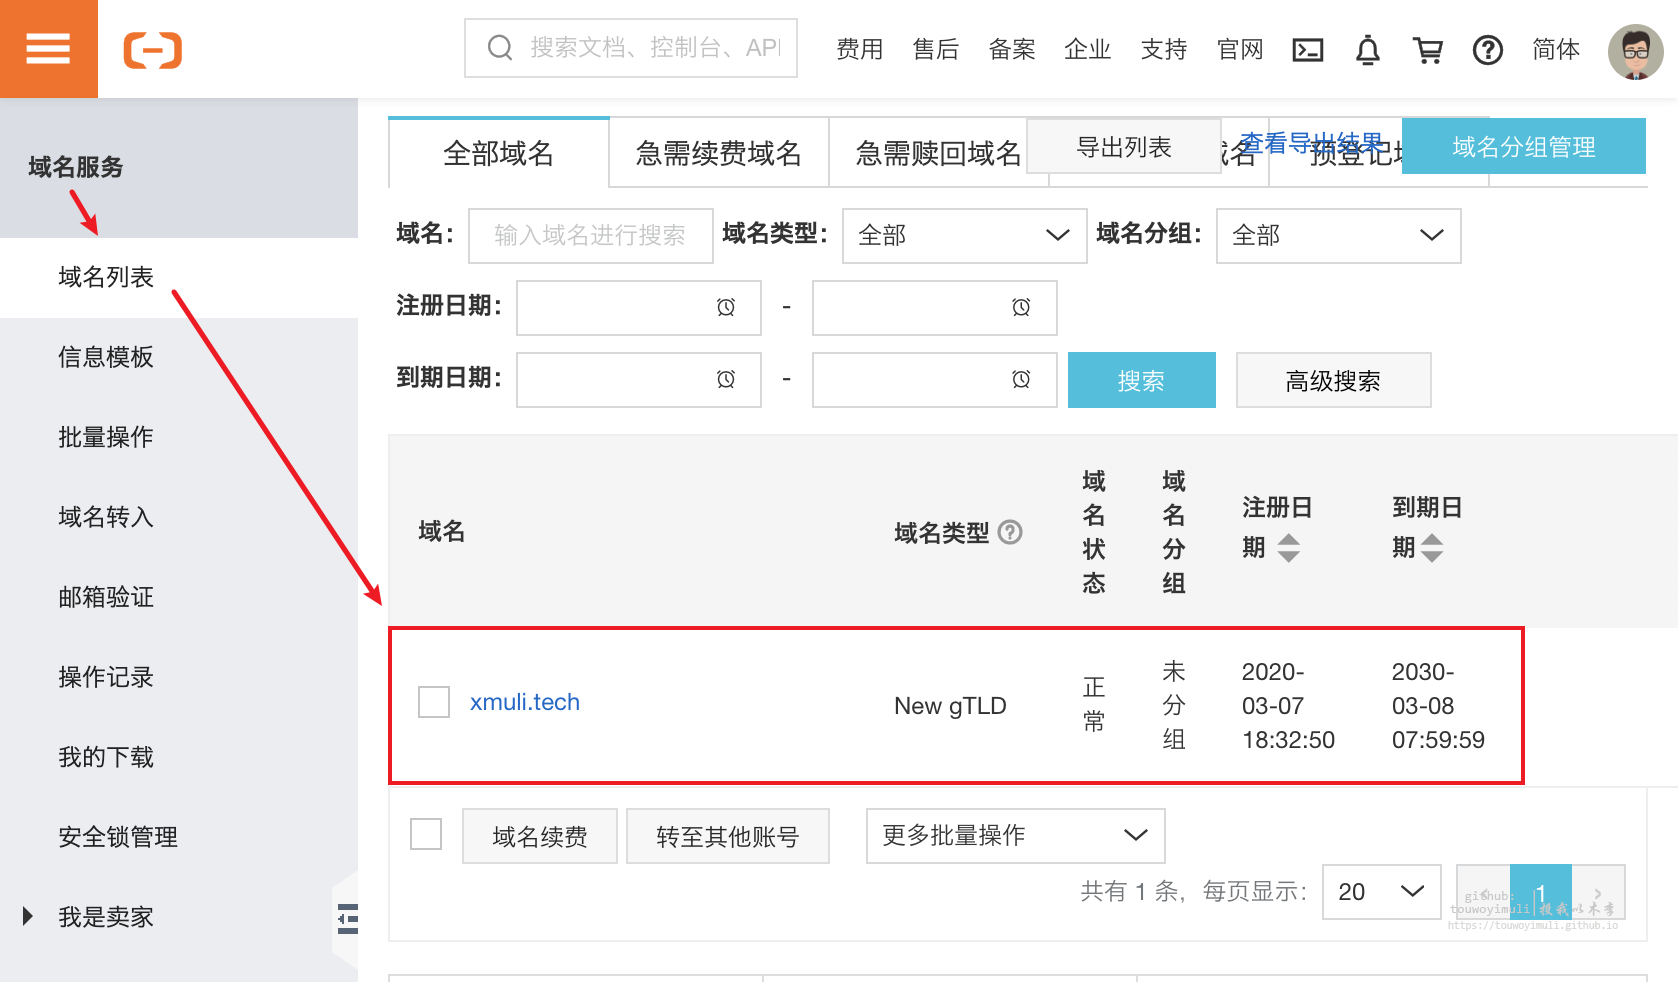 搜索文档、控制台、API
费用 售后 备案 企业 支持 官网 简体
域名服务
域名列表
信息模板
批量操作
域名转入
邮箱验证
操作记录
我的下载
安全锁管理
我是卖家
全部域名 急需续费域名 急需赎回域名 导出列表 域名 查看导出结果 预登记域 域名分组管理
域名： 输入域名进行搜索 域名类型： 全部 域名分组： 全部
注册日期： -
到期日期： - 搜索 高级搜索
域名 域名类型 域名状态 域名分组 注册日期 到期日期
xmuli.tech New gTLD 正常 未分组 2020-03-07 18:32:50 2030-03-08 07:59:59
域名续费 转至其他账号 更多批量操作
共有 1 条，每页显示： 20 1
github:
touwoyimuli 投我以木李
https://touwoyimuli.github.io